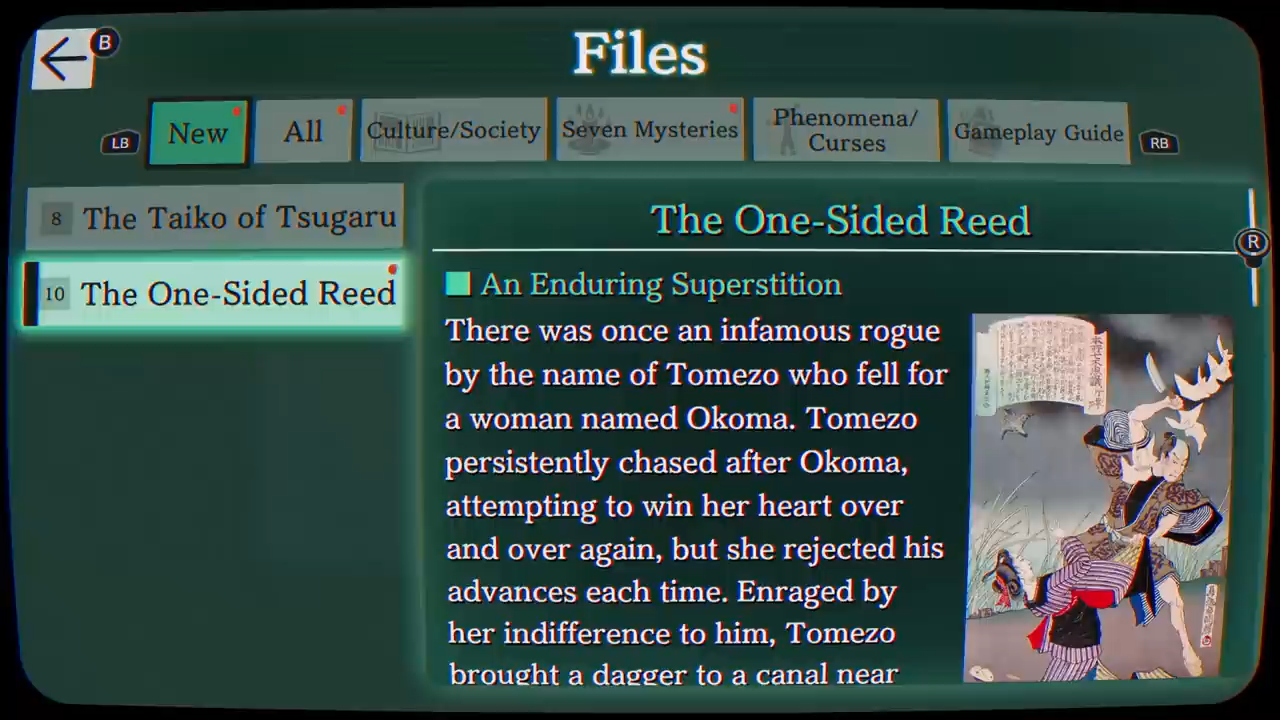 B
Files
LB
New
All
Culture/Society
Seven Mysteries
Phenomena/
Curses
Gameplay Guide
RB
8 The Taiko of Tsugaru
10 The One-Sided Reed
The One-Sided Reed
R
An Enduring Superstition
There was once an infamous rogue
by the name of Tomezo who fell for
a woman named Okoma. Tomezo
persistently chased after Okoma,
attempting to win her heart over
and over again, but she rejected his
advances each time. Enraged by
her indifference to him, Tomezo
brought a dagger to a canal near